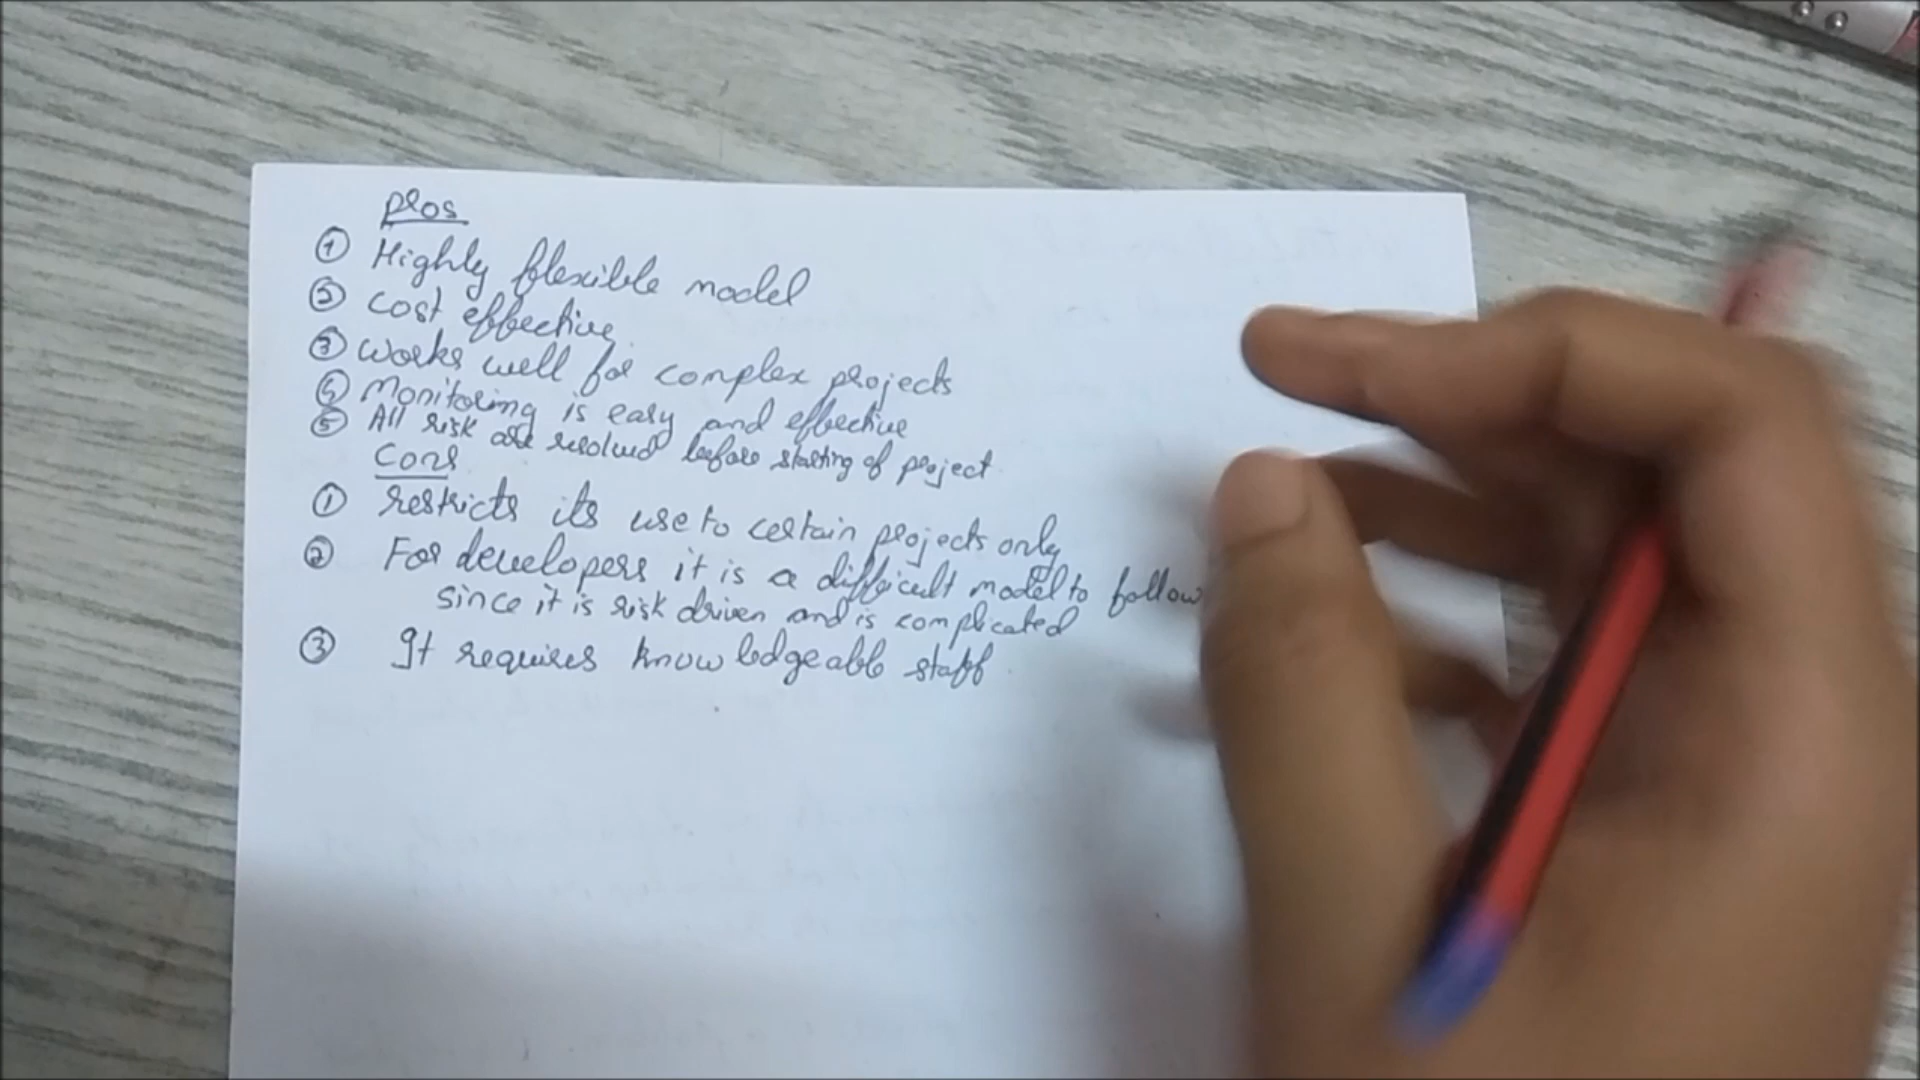 Pros
① Highly flexible model
② cost effective
③ works well for complex projects
④ Monitoring is easy and effective
⑤ All risk are resolved before starting of project
Cons
① restricts its use to certain projects only
② For developers it is a difficult model to follow
since it is risk driven and is complicated
③ It requires knowledgeable staff